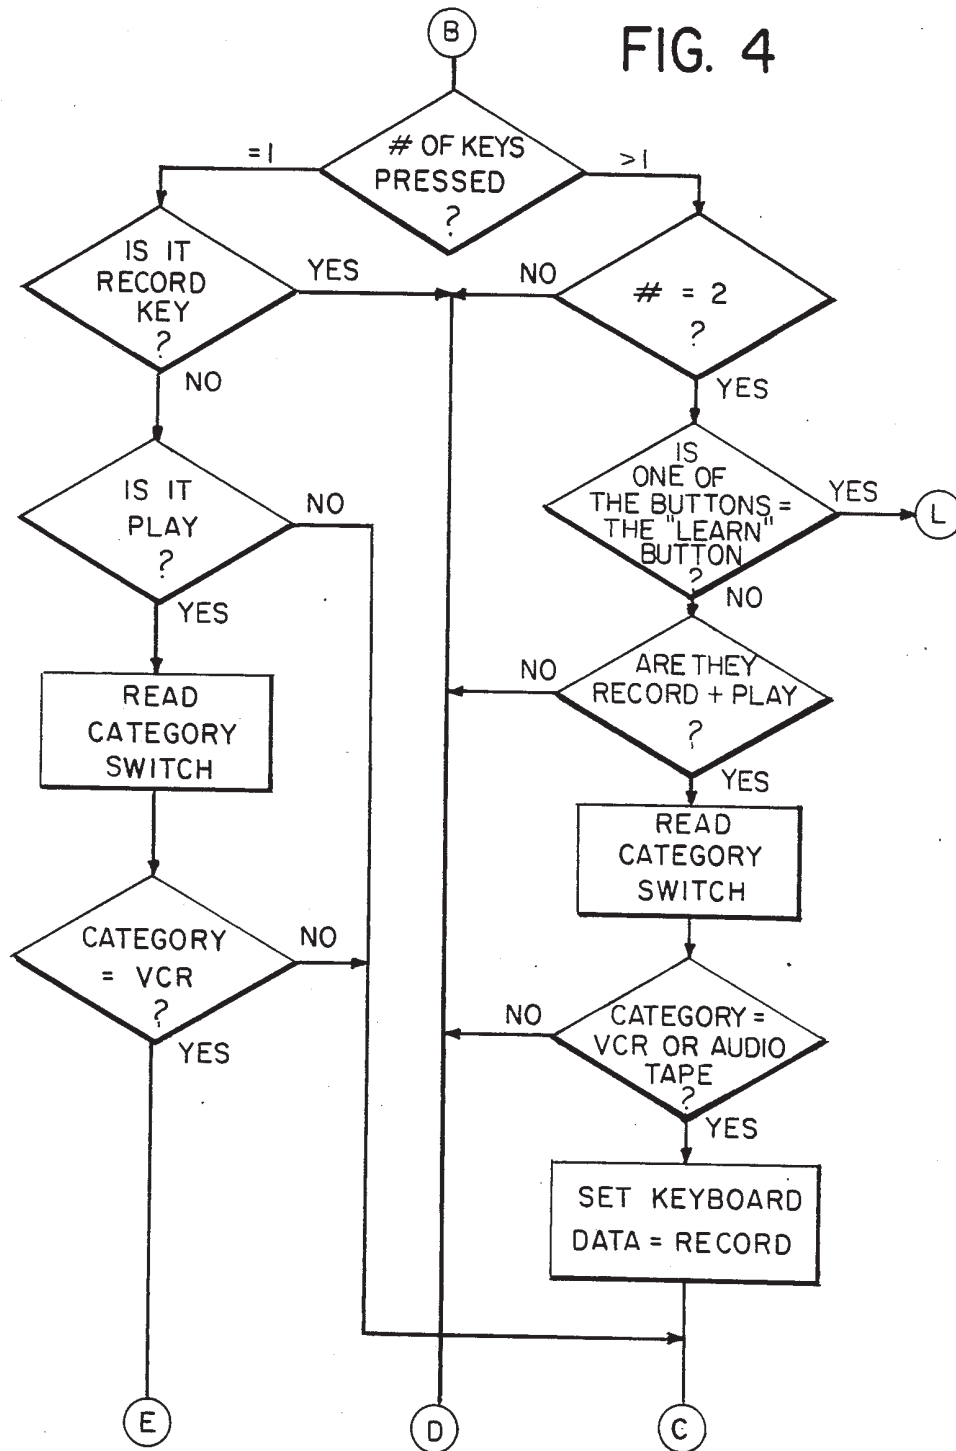 B
FIG. 4
# OF KEYS
PRESSED
?
=1
>1
IS IT
RECORD
KEY
?
YES
NO
NO
# = 2
?
YES
IS IT
PLAY
?
NO
YES
IS
ONE OF
THE BUTTONS =
THE "LEARN"
BUTTON
?
YES
L
NO
READ
CATEGORY
SWITCH
ARE THEY
RECORD + PLAY
?
NO
YES
READ
CATEGORY
SWITCH
CATEGORY
= VCR
?
NO
YES
CATEGORY =
VCR OR AUDIO
TAPE
?
NO
YES
SET KEYBOARD
DATA = RECORD
E
D
C